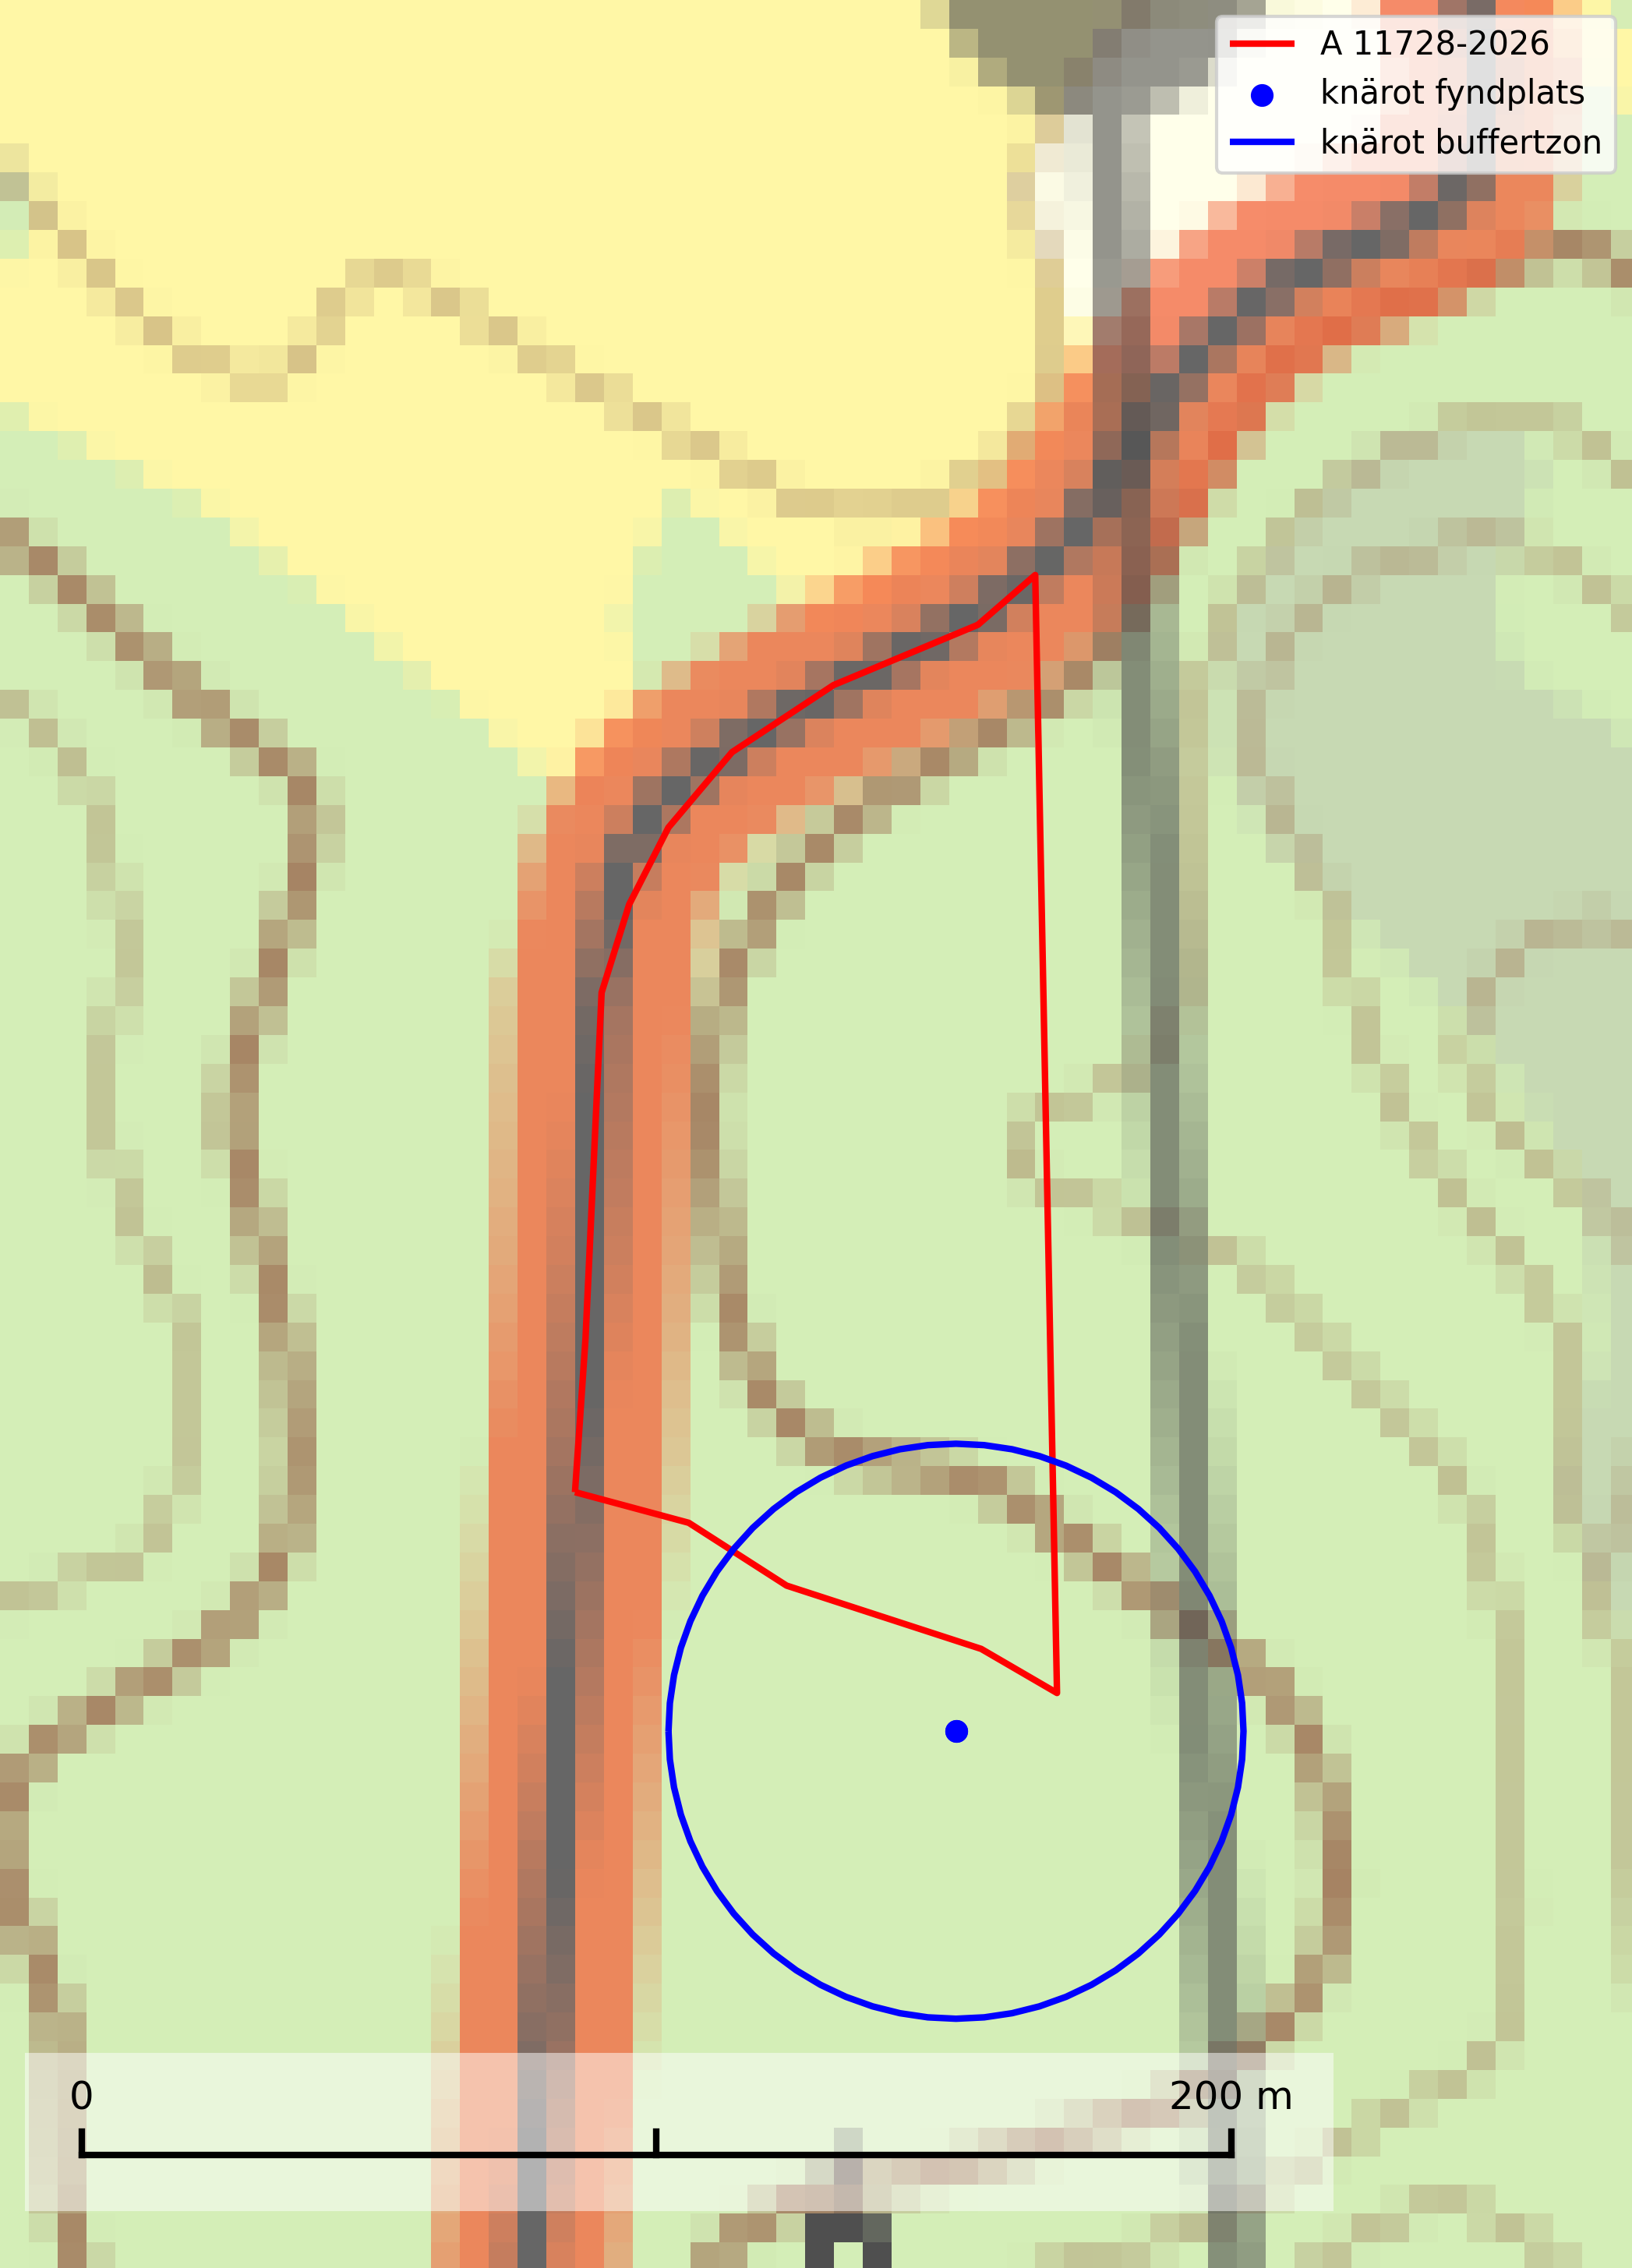 A 11728-2026
knärot fyndplats
knärot buffertzon
0
200 m